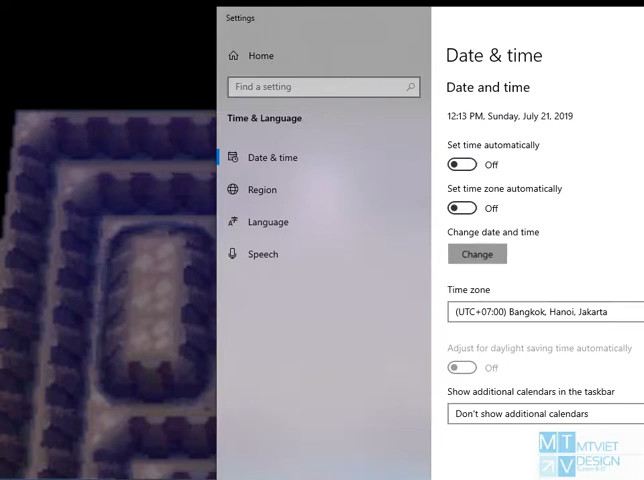 Settings
Home
Find a setting
Time & Language
Date & time
Region
Language
Speech
Date & time
Date and time
12:13 PM, Sunday, July 21, 2019
Set time automatically
Off
Set time zone automatically
Off
Change date and time
Change
Time zone
(UTC+07:00) Bangkok, Hanoi, Jakarta
Adjust for daylight saving time automatically
Off
Show additional calendars in the taskbar
Don't show additional calendars
MT
MTVIET
V
DESIGN